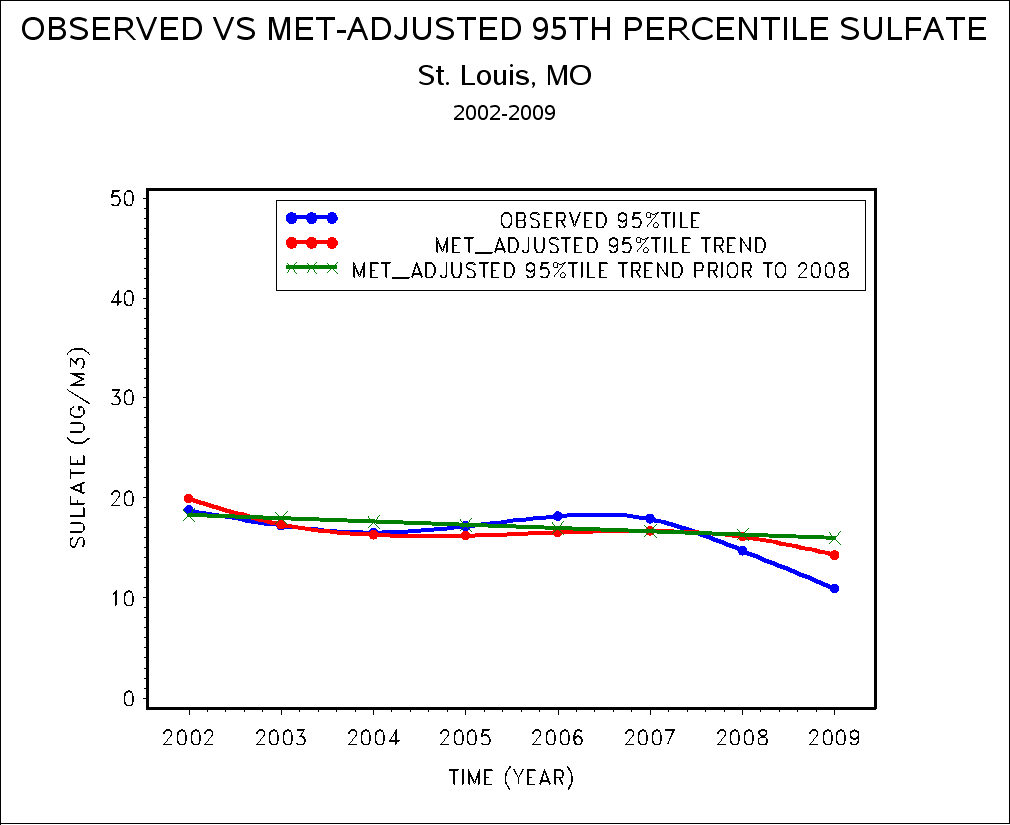 OBSERVED VS MET-ADJUSTED 95TH PERCENTILE SULFATE
St. Louis, MO
2002-2009
OBSERVED 95%TILE
MET_ADJUSTED 95%TILE TREND
MET_ADJUSTED 95%TILE TREND PRIOR TO 2008
SULFATE (UG/M3)
50
40
30
20
10
0
2002 2003 2004 2005 2006 2007 2008 2009
TIME (YEAR)